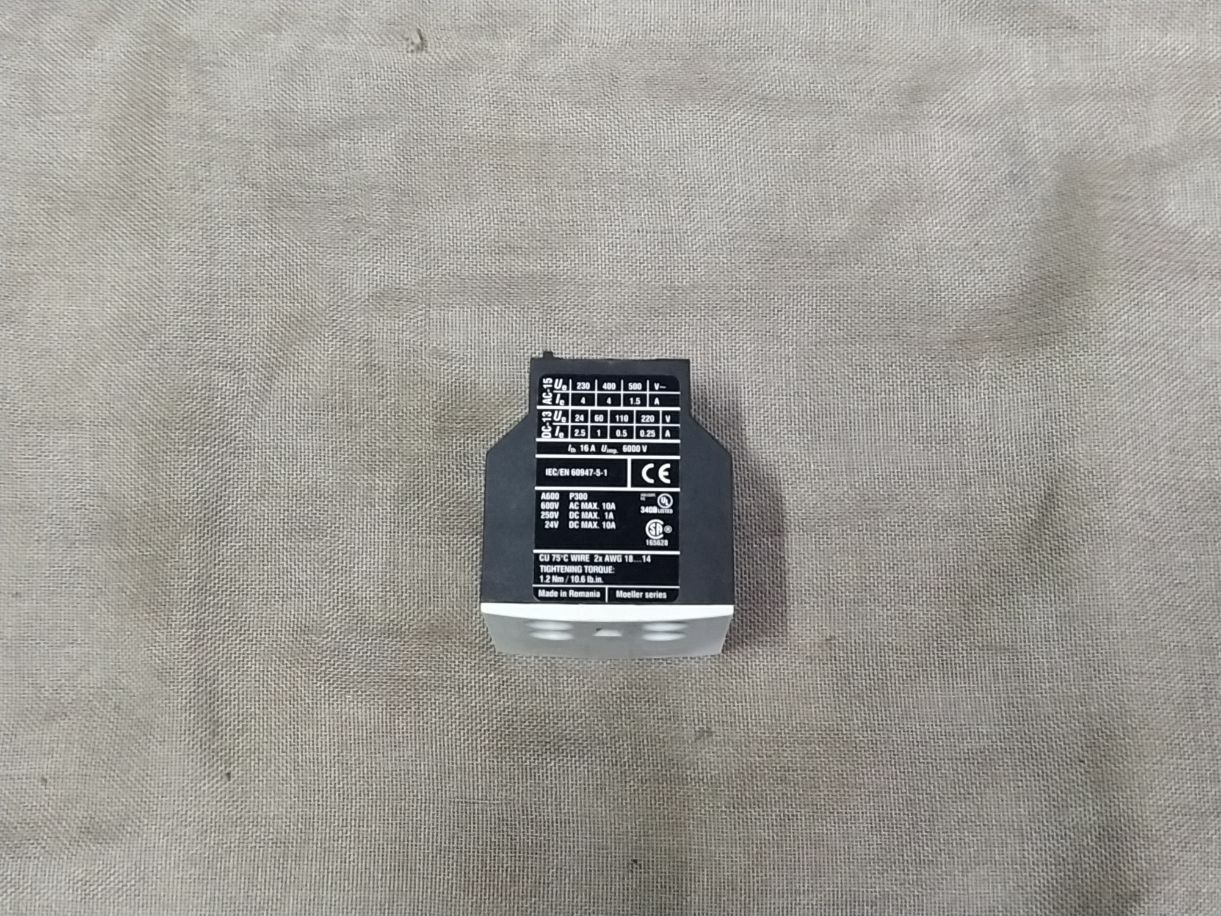 AC-15 Ue 230 400 500 V~
Ie 4 4 1.5 A
DC-13 Ue 24 60 110 220 V
Ie 2.5 1 0.5 0.25 A
Ith 16 A Uimp. 6000 V
IEC/EN 60947-5-1 CE
A600 P300
600V AC MAX. 10A
250V DC MAX. 1A
24V DC MAX. 10A
UL
LISTED
SA
165628
CU 75°C WIRE 2x AWG 18...14
TIGHTENING TORQUE:
1.2 Nm / 10.6 lb.in.
Made in Romania Moeller series